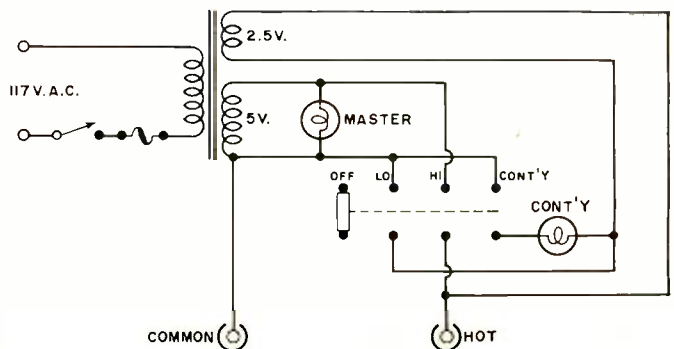 2.5V.
117V. A.C.
5V.
MASTER
OFF
LO
HI
CONT'Y
CONT'Y
COMMON
HOT